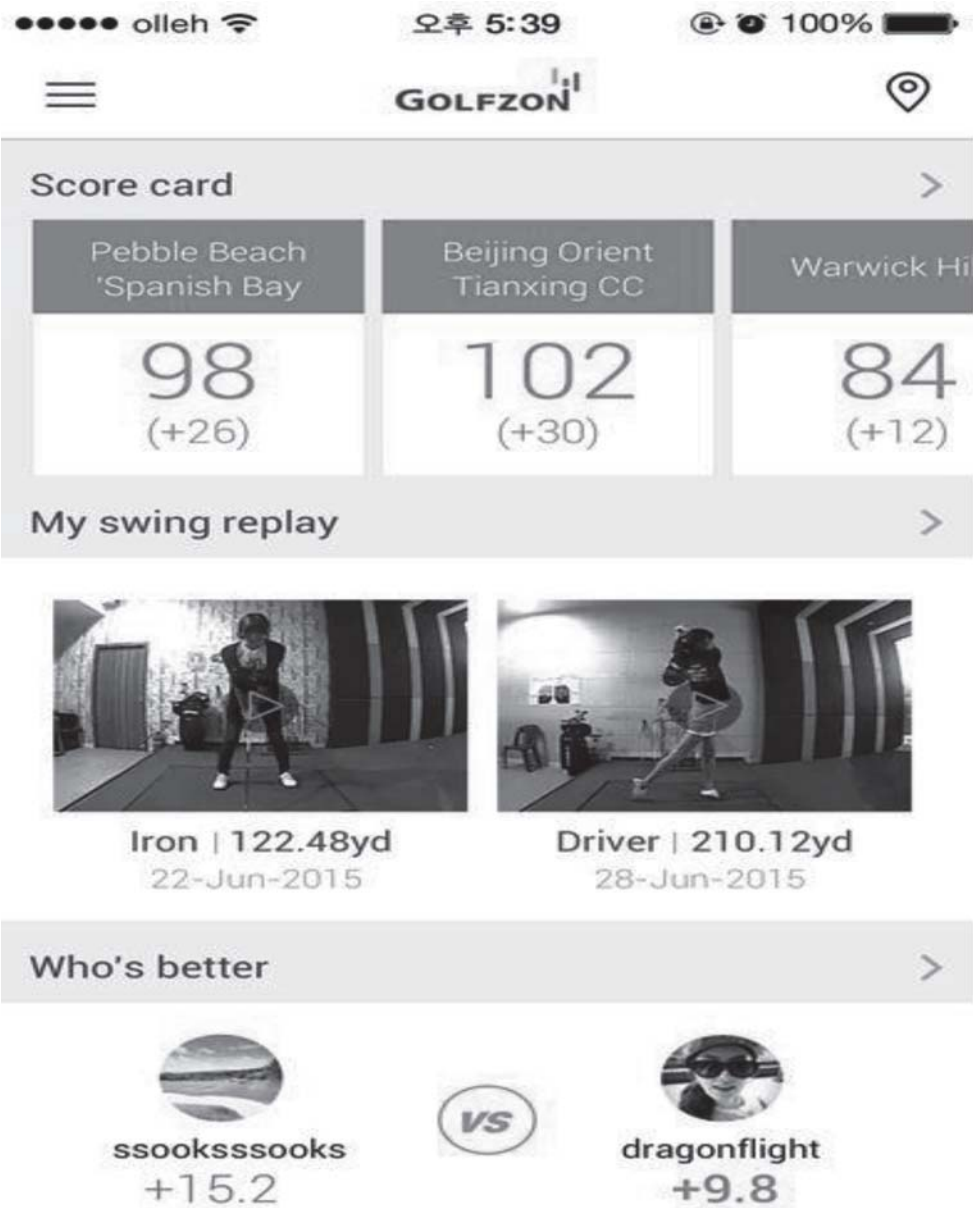 olleh 오후 5:39 100%
GOLFZON
Score card >
Pebble Beach
'Spanish Bay
98
(+26)
Beijing Orient
Tianxing CC
102
(+30)
Warwick Hi
84
(+12)
My swing replay >
Iron | 122.48yd
22-Jun-2015
Driver | 210.12yd
28-Jun-2015
Who's better >
ssooksssooks
+15.2
VS
dragonflight
+9.8